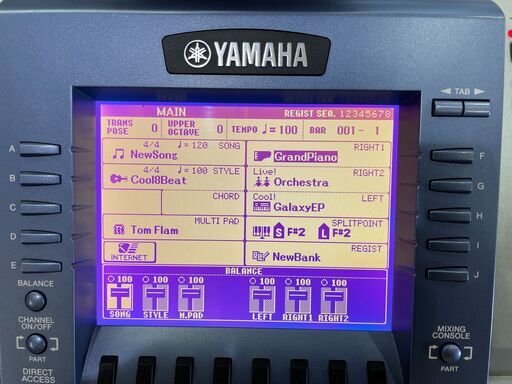 YAMAHA
TAB
MAIN
REGIST SEQ. 12345678
TRANS POSE 0
UPPER OCTAVE 0
TEMPO ♩=100
BAR 001- 1
4/4 ♩=120 SONG
NewSong
RIGHT1
GrandPiano
4/4 ♩=100 STYLE
Cool8Beat
Live! RIGHT2
Orchestra
CHORD
Cool! LEFT
GalaxyEP
MULTI PAD
Tom Flam
SPLITPOINT
S F#2 L F#2
INTERNET
REGIST
NewBank
BALANCE
100 100 100 100 100 100
SONG STYLE M.PAD LEFT RIGHT1 RIGHT2
A
B
C
D
E
F
G
H
I
J
BALANCE
CHANNEL ON/OFF
PART
DIRECT ACCESS
MIXING CONSOLE
PART